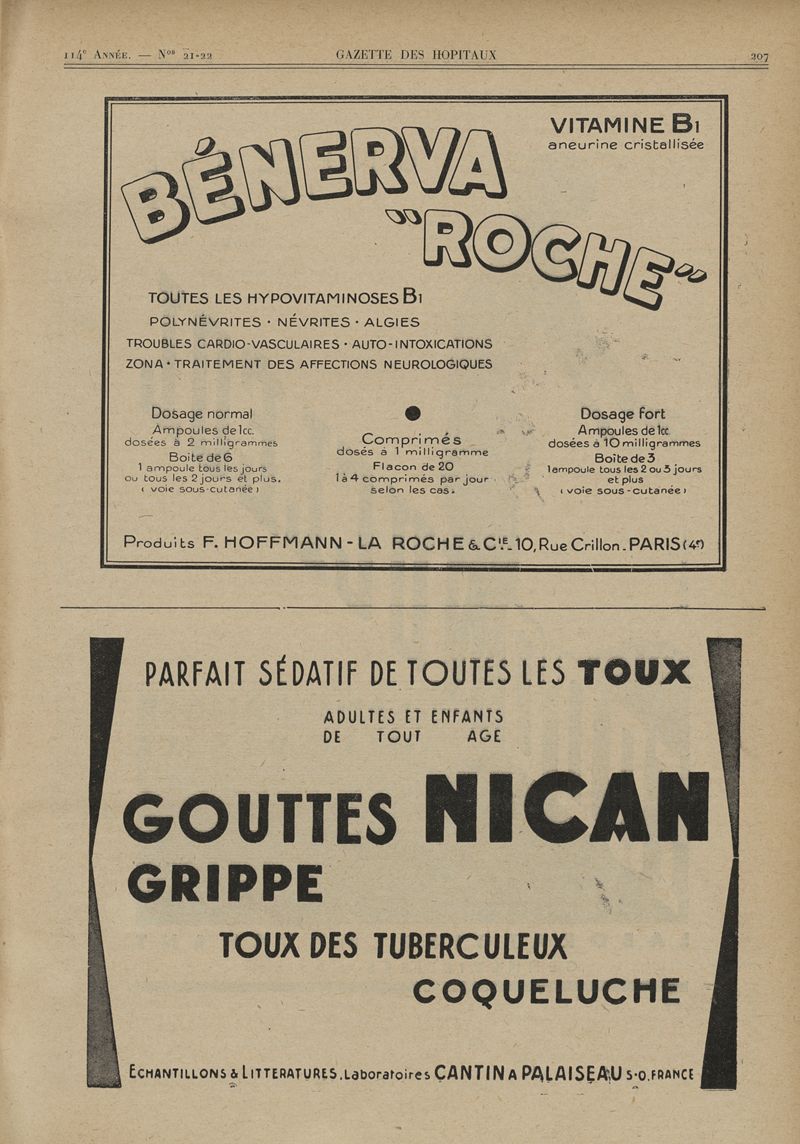 114e ANNÉE. — Nos 21-22 GAZETTE DES HOPITAUX 207
VITAMINE B1
aneurine cristallisée
BÉNERVA
"ROCHE"
TOUTES LES HYPOVITAMINOSES B1
POLYNÉVRITES • NÉVRITES • ALGIES
TROUBLES CARDIO-VASCULAIRES • AUTO-INTOXICATIONS
ZONA • TRAITEMENT DES AFFECTIONS NEUROLOGIQUES
Dosage normal
Ampoules de 1cc.
dosées à 2 milligrammes
Boite de 6
1 ampoule tous les jours
ou tous les 2 jours et plus.
(voie sous-cutanée)
Comprimés
dosés à 1 milligramme
Flacon de 20
1 à 4 comprimés par jour
selon les cas.
Dosage fort
Ampoules de 1cc
dosées à 10 milligrammes
Boîte de 3
1 ampoule tous les 2 ou 3 jours
et plus
(voie sous-cutanée)
Produits F. HOFFMANN-LA ROCHE & CIE. 10, Rue Crillon. PARIS (4e)
PARFAIT SÉDATIF DE TOUTES LES TOUX
ADULTES ET ENFANTS
DE TOUT AGE
GOUTTES NICAN
GRIPPE
TOUX DES TUBERCULEUX
COQUELUCHE
ECHANTILLONS & LITTERATURES. Laboratoires CANTIN A PALAISEAU S.-O. FRANCE